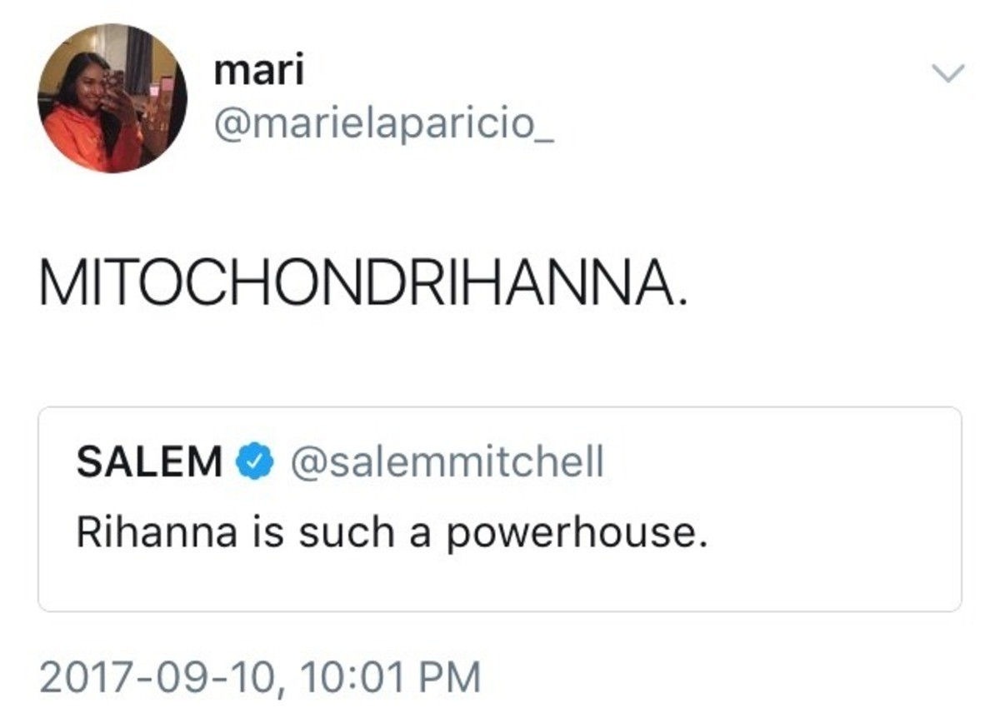 mari
@marielaparicio_
MITOCHONDRIHANNA.
SALEM @salemmitchell
Rihanna is such a powerhouse.
2017-09-10, 10:01 PM